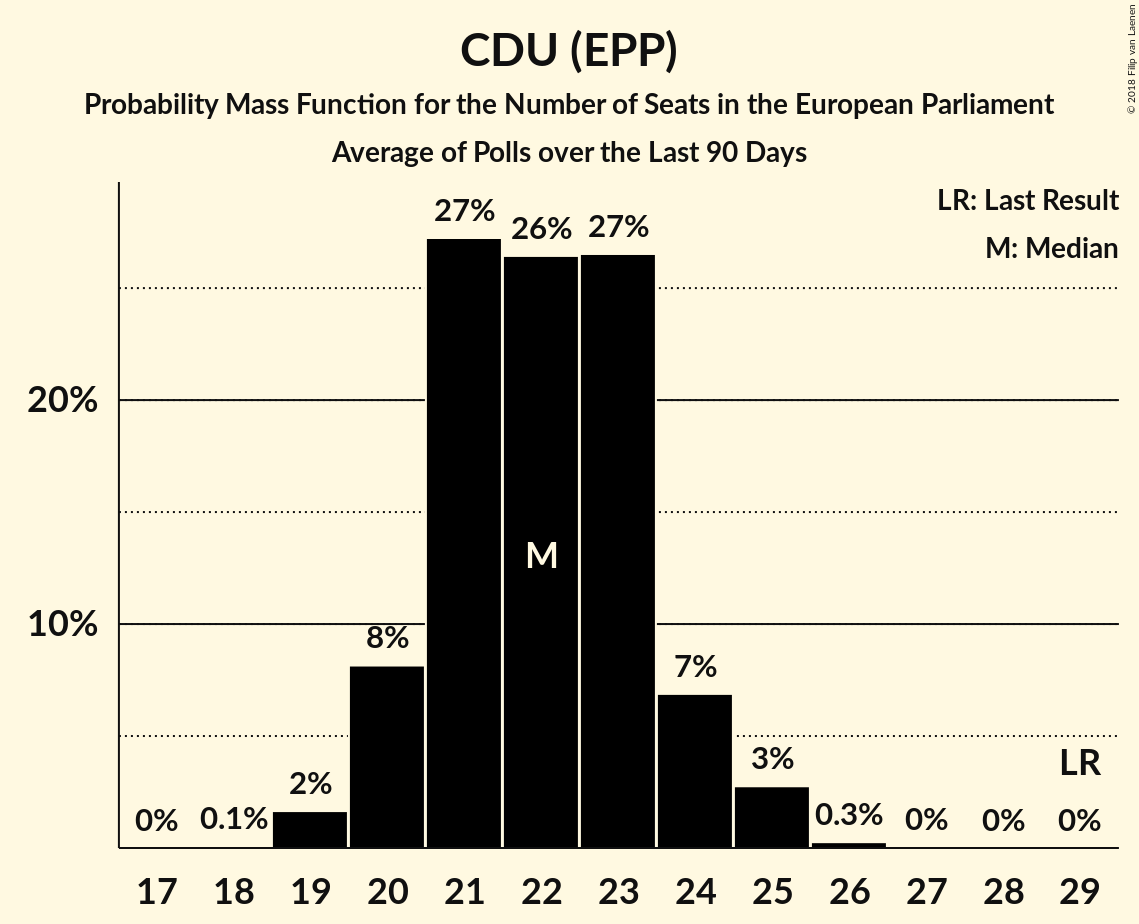 CDU (EPP)
Probability Mass Function for the Number of Seats in the European Parliament
Average of Polls over the Last 90 Days
© 2018 Filip van Laenen
LR: Last Result
M: Median
27%
26%
27%
20%
M
10%
8%
7%
3%
LR
2%
0%
0.1%
0.3%
0%
0%
0%
17 18 19 20 21 22 23 24 25 26 27 28 29